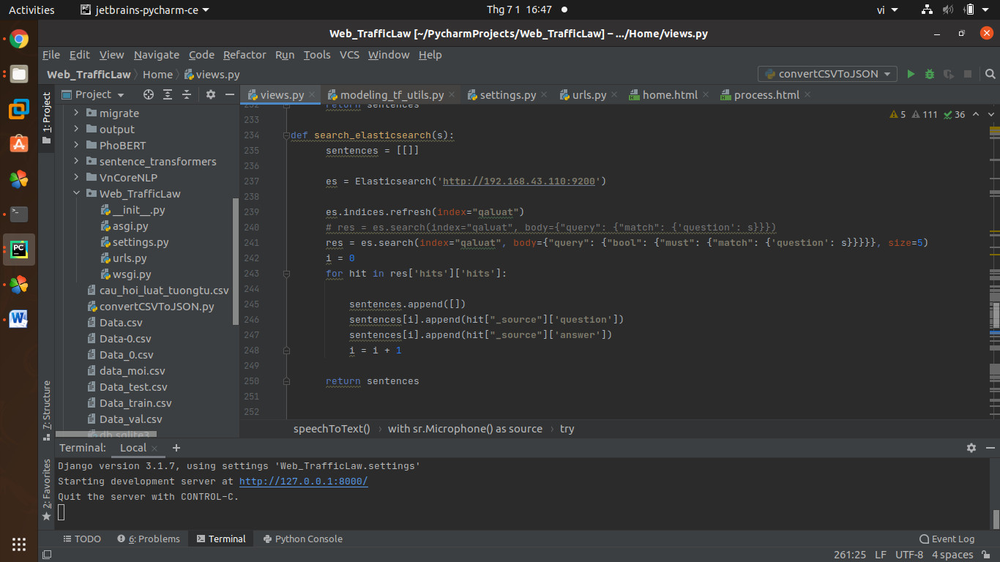 Activities
jetbrains-pycharm-ce
Thg 7 1 16:47
vi
Web_TrafficLaw [~/PycharmProjects/Web_TrafficLaw] – .../Home/views.py
File Edit View Navigate Code Refactor Run Tools VCS Window Help
Web_TrafficLaw Home views.py
convertCSVToJSON
1: Project
7: Structure
2: Favorites
Project
migrate
output
PhoBERT
sentence_transformers
VnCoreNLP
Web_TrafficLaw
__init__.py
asgi.py
settings.py
urls.py
wsgi.py
cau_hoi_luat_tuongtu.csv
convertCSVToJSON.py
Data.csv
Data-0.csv
Data_0.csv
data_moi.csv
Data_test.csv
Data_train.csv
Data_val.csv
db.sqlite3
views.py modeling_tf_utils.py settings.py urls.py home.html process.html
5 111 36
232 return sentences
233
234 def search_elasticsearch(s):
235 sentences = [[]]
236
237 es = Elasticsearch('http://192.168.43.110:9200')
238
239 es.indices.refresh(index="qaluat")
240 # res = es.search(index="qaluat", body={"query": {"match": {'question': s}}})
241 res = es.search(index="qaluat", body={"query": {"bool": {"must": {"match": {'question': s}}}}}, size=5)
242 i = 0
243 for hit in res['hits']['hits']:
244
245 sentences.append([])
246 sentences[i].append(hit["_source"]['question'])
247 sentences[i].append(hit["_source"]['answer'])
248 i = i + 1
249
250 return sentences
251
252
speechToText() with sr.Microphone() as source try
Terminal: Local
Django version 3.1.7, using settings 'Web_TrafficLaw.settings'
Starting development server at http://127.0.0.1:8000/
Quit the server with CONTROL-C.
TODO 6: Problems Terminal Python Console Event Log
261:25 LF UTF-8 4 spaces